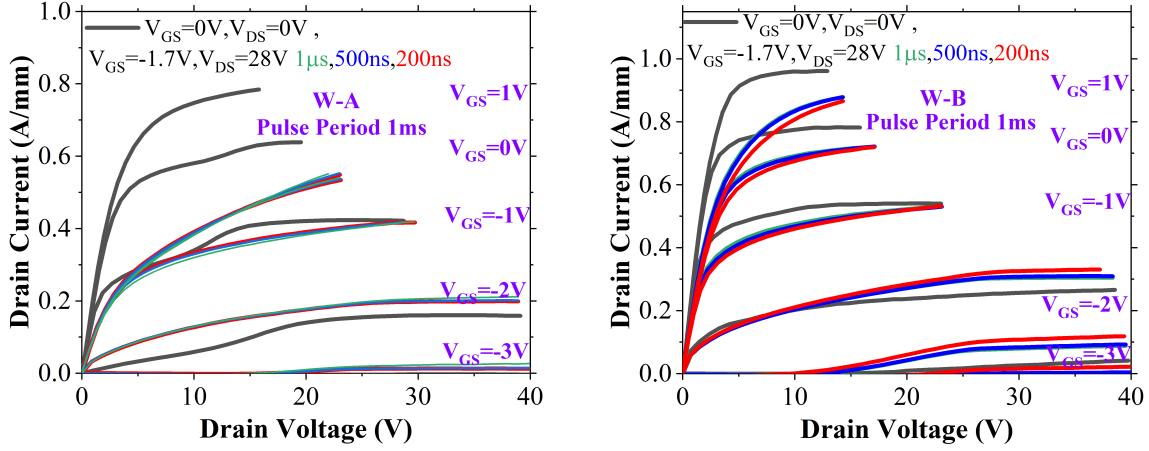 V_GS=0V,V_DS=0V ,
V_GS=-1.7V,V_DS=28V 1μs,500ns,200ns
W-A
Pulse Period 1ms
V_GS=1V
V_GS=0V
V_GS=-1V
V_GS=-2V
V_GS=-3V
1.0
0.8
0.6
0.4
0.2
0.0
0
10
20
30
40
Drain Current (A/mm)
Drain Voltage (V)
V_GS=0V,V_DS=0V ,
V_GS=-1.7V,V_DS=28V 1μs,500ns,200ns
W-B
Pulse Period 1ms
V_GS=1V
V_GS=0V
V_GS=-1V
V_GS=-2V
V_GS=-3V
1.0
0.8
0.6
0.4
0.2
0.0
0
10
20
30
40
Drain Current (A/mm)
Drain Voltage (V)